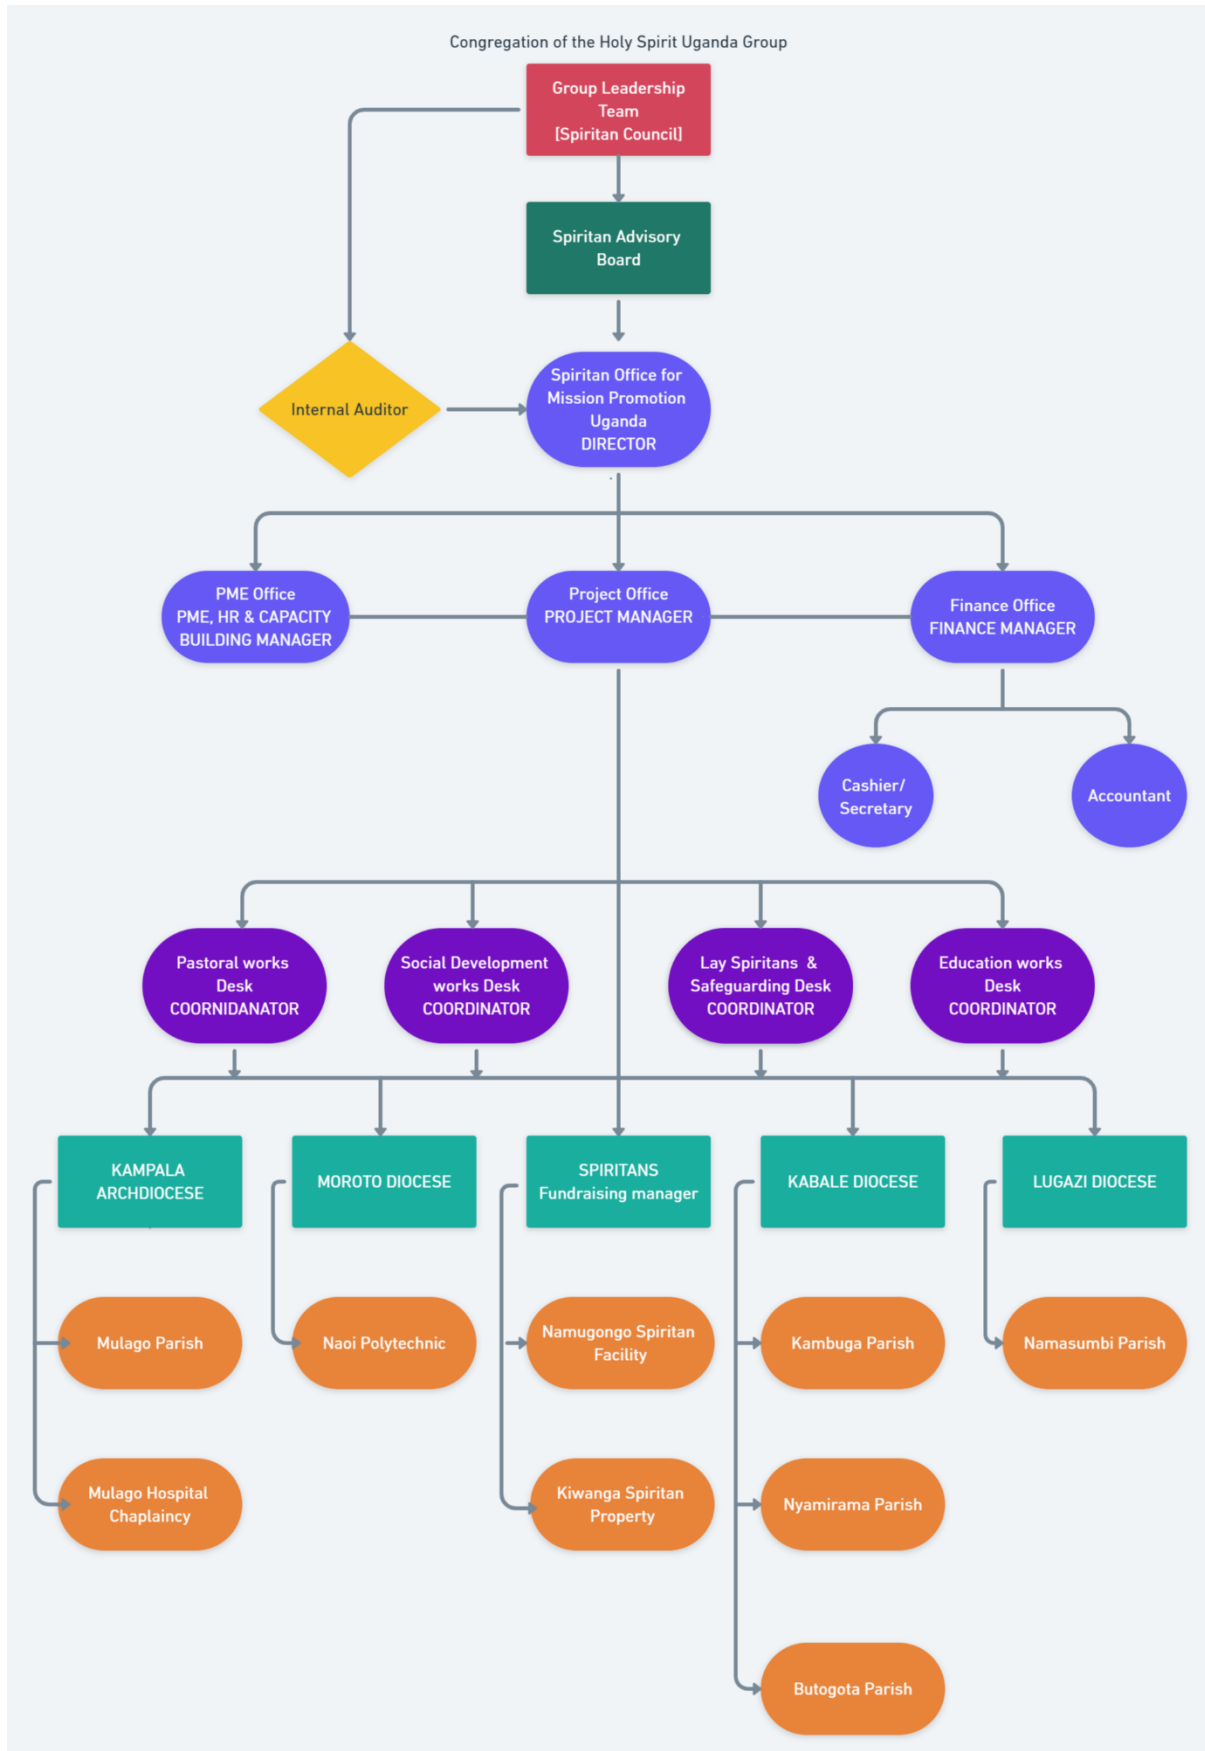 Congregation of the Holy Spirit Uganda Group
Group Leadership
Team
[Spiritan Council]
Spiritan Advisory
Board
Internal Auditor
Spiritan Office for
Mission Promotion
Uganda
DIRECTOR
PME Office
PME, HR & CAPACITY
BUILDING MANAGER
Project Office
PROJECT MANAGER
Finance Office
FINANCE MANAGER
Cashier/
Secretary
Accountant
Pastoral works
Desk
COORNIDANATOR
Social Development
works Desk
COORDINATOR
Lay Spiritans &
Safeguarding Desk
COORDINATOR
Education works
Desk
COORDINATOR
KAMPALA
ARCHDIOCESE
MOROTO DIOCESE
SPIRITANS
Fundraising manager
KABALE DIOCESE
LUGAZI DIOCESE
Mulago Parish
Naoi Polytechnic
Namugongo Spiritan
Facility
Kambuga Parish
Namasumbi Parish
Mulago Hospital
Chaplaincy
Kiwanga Spiritan
Property
Nyamirama Parish
Butogota Parish